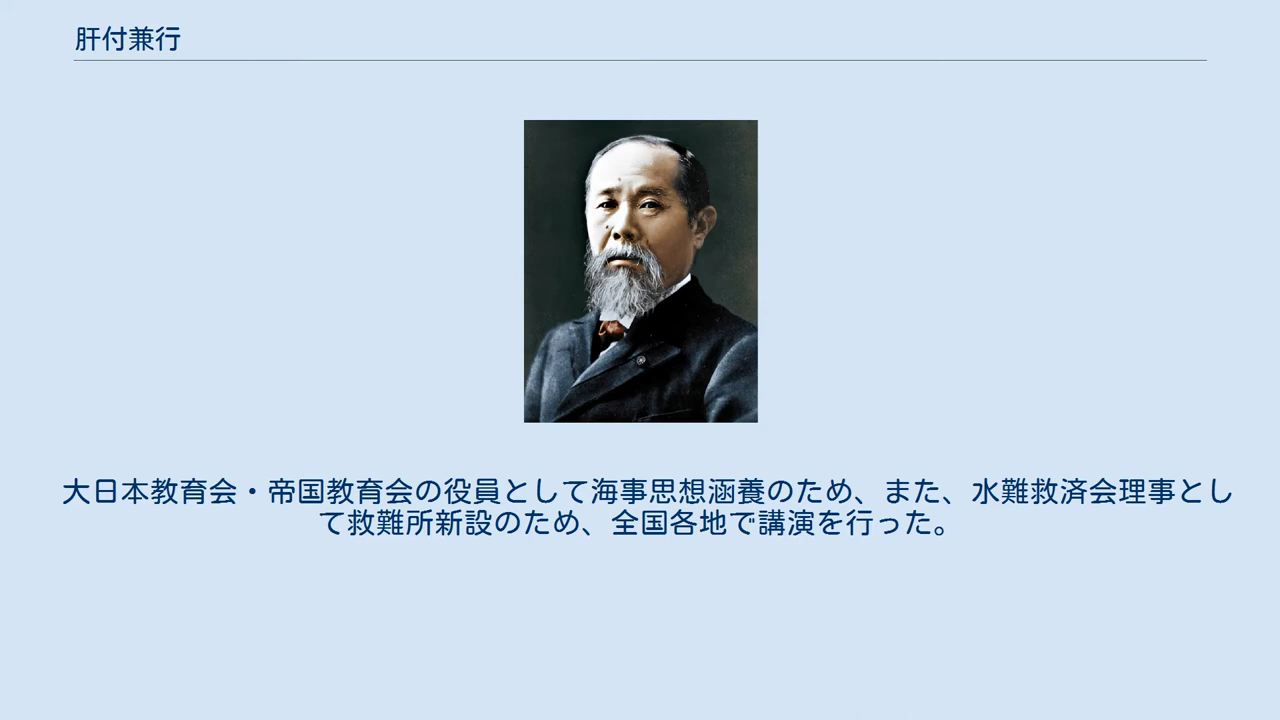 肝付兼行
大日本教育会・帝国教育会の役員として海事思想涵養のため、また、水難救済会理事とし
て救難所新設のため、全国各地で講演を行った。